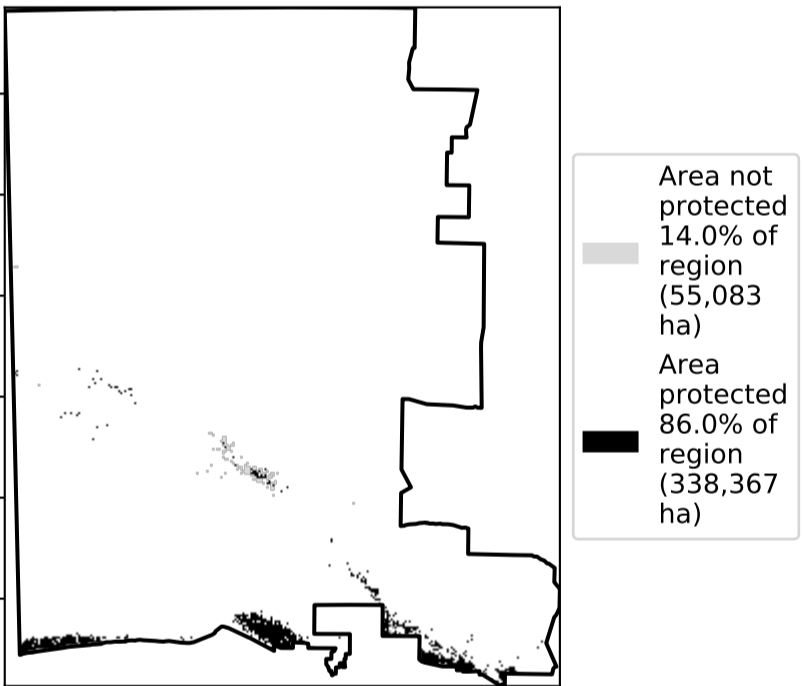 Area not
protected
14.0% of
region
(55,083
ha)
Area
protected
86.0% of
region
(338,367
ha)